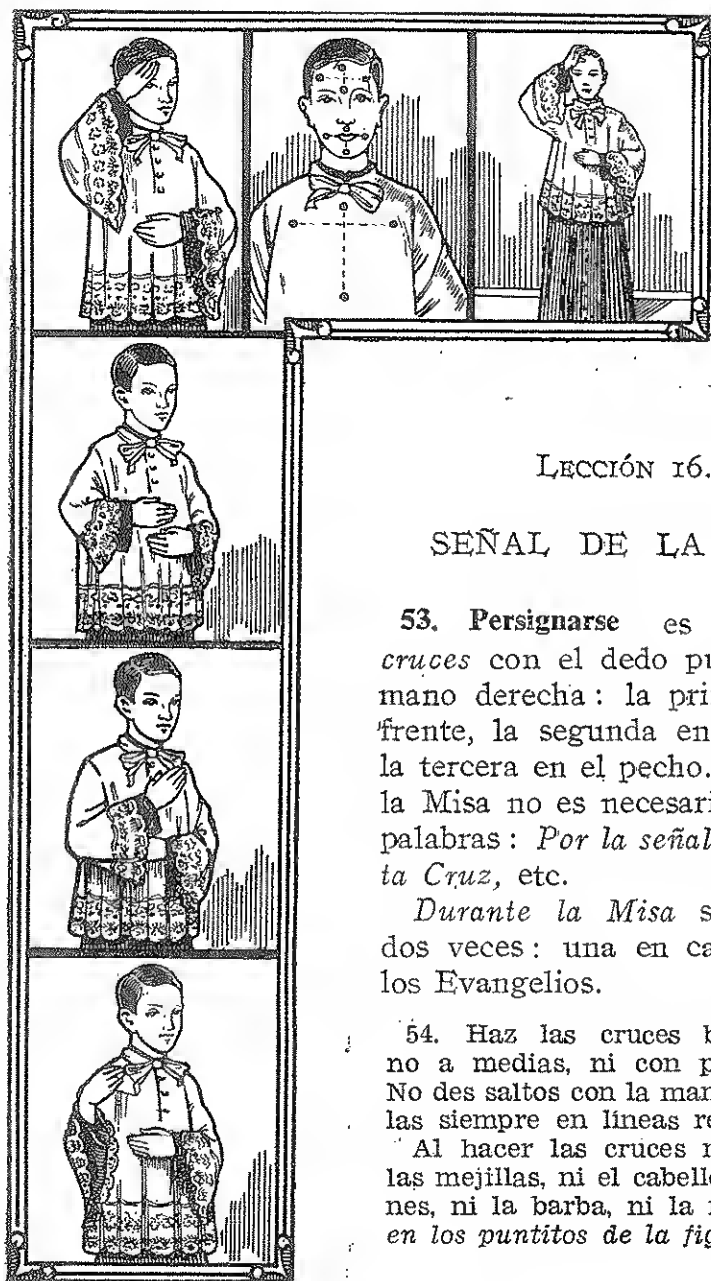 LECCIÓN 16.
SEÑAL DE LA
53. Persignarse es
cruces con el dedo pu
mano derecha: la pri
frente, la segunda en
la tercera en el pecho.
la Misa no es necesari
palabras: Por la señal
ta Cruz, etc.
Durante la Misa s
dos veces: una en ca
los Evangelios.
54. Haz las cruces b
no a medias, ni con p
No des saltos con la man
las siempre en líneas re
Al hacer las cruces n
las mejillas, ni el cabell
nes, ni la barba, ni la
en los puntitos de la fig